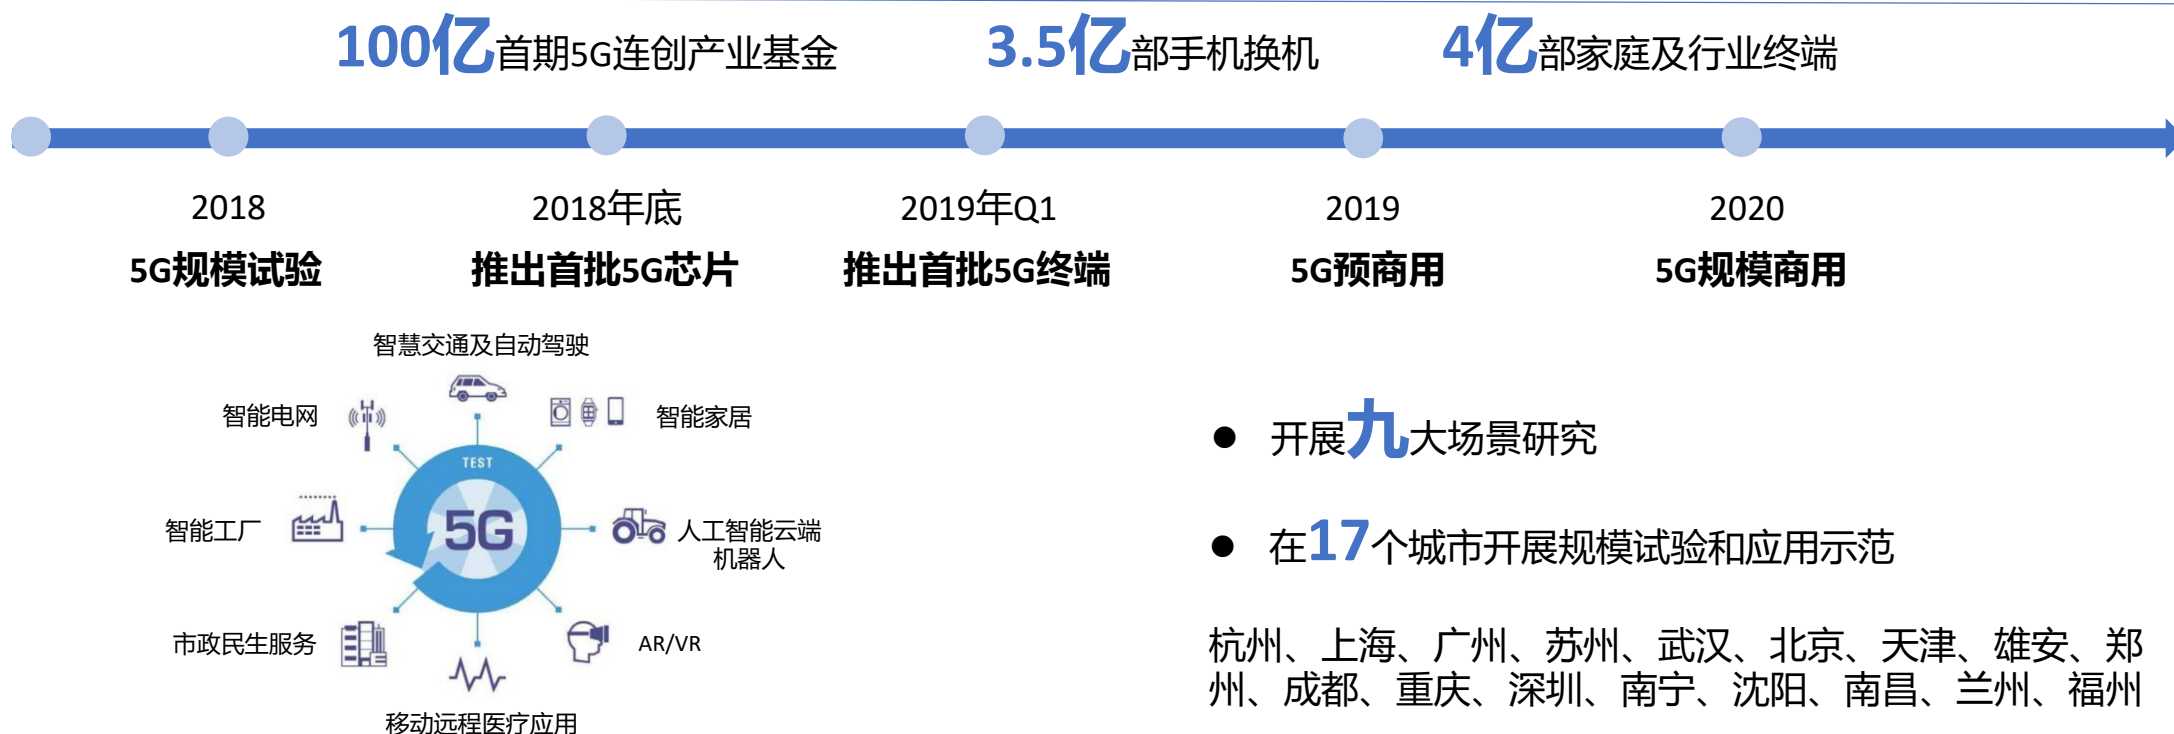 100亿首期5G连创产业基金
3.5亿部手机换机
4亿部家庭及行业终端
2018
5G规模试验
2018年底
推出首批5G芯片
2019年Q1
推出首批5G终端
2019
5G预商用
2020
5G规模商用
智慧交通及自动驾驶
智能电网
智能家居
TEST
5G
智能工厂
人工智能云端
机器人
市政民生服务
AR/VR
移动远程医疗应用
● 开展九大场景研究
● 在17个城市开展规模试验和应用示范
杭州、上海、广州、苏州、武汉、北京、天津、雄安、郑
州、成都、重庆、深圳、南宁、沈阳、南昌、兰州、福州